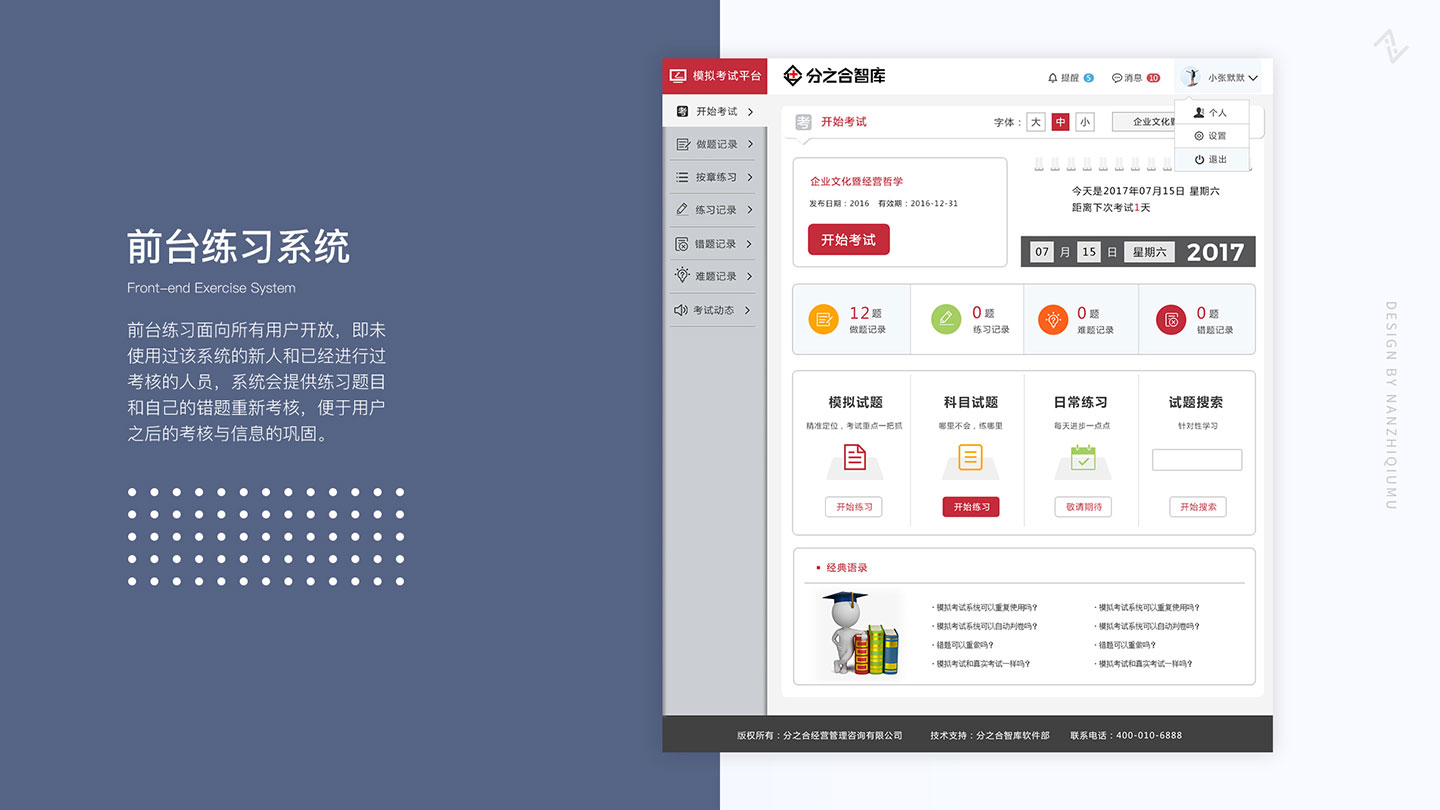 前台练习系统
Front-end Exercise System
前台练习面向所有用户开放，即未
使用过该系统的新人和已经进行过
考核的人员，系统会提供练习题目
和自己的错题重新考核，便于用户
之后的考核与信息的巩固。
模拟考试平台
分之合智库
提醒 5
消息 10
小张默默
个人
设置
退出
考 开始考试
做题记录
按章练习
练习记录
错题记录
难题记录
考试动态
考 开始考试
字体： 大 中 小
企业文化
企业文化暨经营哲学
发布日期：2016 有效期：2016-12-31
开始考试
今天是2017年07月15日 星期六
距离下次考试1天
07 月 15 日 星期六 2017
12 题
做题记录
0 题
练习记录
0 题
难题记录
0 题
错题记录
模拟试题
精准定位，考试重点一把抓
开始练习
科目试题
哪里不会，练哪里
开始练习
日常练习
每天进步一点点
敬请期待
试题搜索
针对性学习
开始搜索
经典语录
·模拟考试系统可以重复使用吗？
·模拟考试系统可以自动判卷吗？
·错题可以重做吗？
·模拟考试和真实考试一样吗？
·模拟考试系统可以重复使用吗？
·模拟考试系统可以自动判卷吗？
·错题可以重做吗？
·模拟考试和真实考试一样吗？
版权所有：分之合经营管理咨询有限公司 技术支持：分之合智库软件部 联系电话：400-010-6888
DESIGN BY NANZHIQIUMU